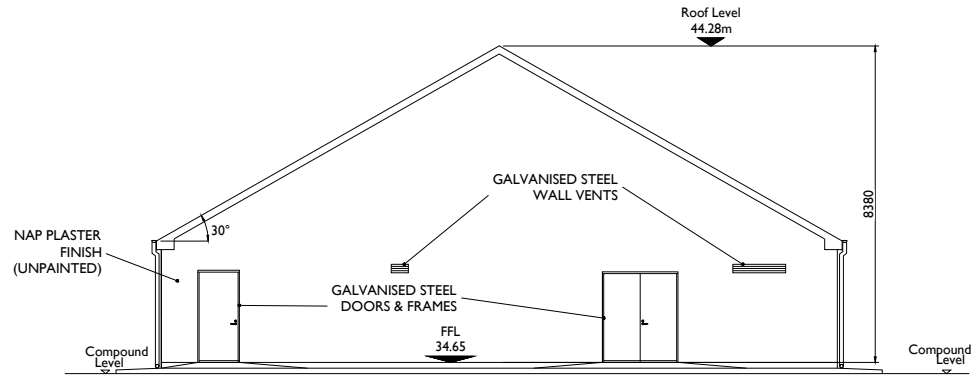 Roof Level
44.28m
GALVANISED STEEL
WALL VENTS
8380
30°
NAP PLASTER
FINISH
(UNPAINTED)
GALVANISED STEEL
DOORS & FRAMES
FFL
34.65
Compound
Level
Compound
Level